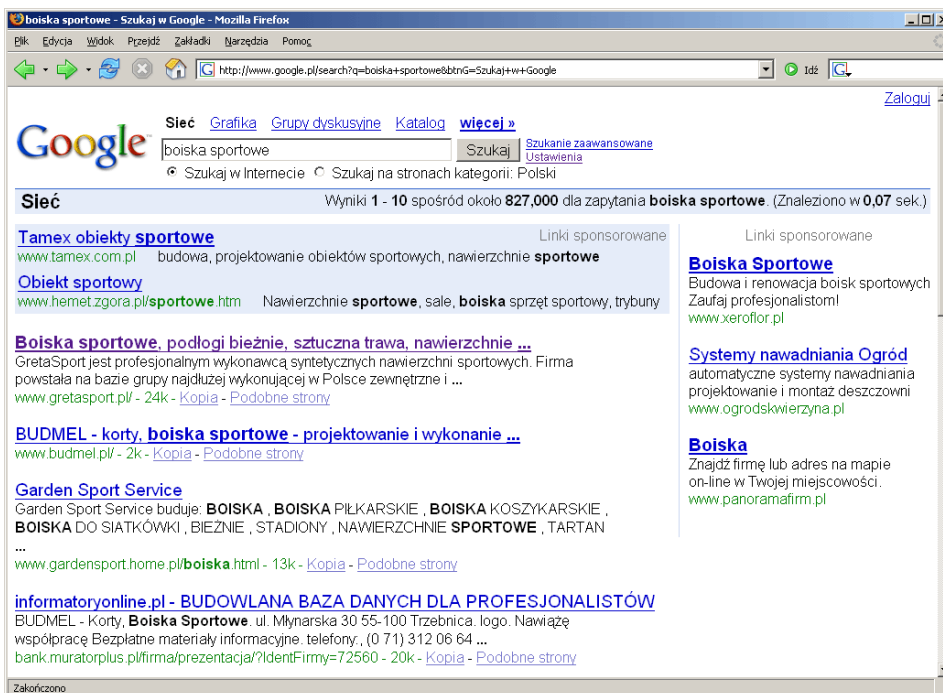 boiska sportowe - Szukaj w Google - Mozilla Firefox
Plik Edycja Widok Przejdź Zakładki Narzędzia Pomoc
http://www.google.pl/search?q=boiska+sportowe&btnG=Szukaj+w+Google Idź
Zaloguj
Google
Sieć Grafika Grupy dyskusyjne Katalog więcej »
boiska sportowe Szukaj Szukanie zaawansowane
Ustawienia
Szukaj w Internecie Szukaj na stronach kategorii: Polski
Sieć Wyniki 1 - 10 spośród około 827,000 dla zapytania boiska sportowe. (Znaleziono w 0,07 sek.)
Tamex obiekty sportowe Linki sponsorowane
www.tamex.com.pl budowa, projektowanie obiektów sportowych, nawierzchnie sportowe
Obiekt sportowy
www.hemet.zgora.pl/sportowe.htm Nawierzchnie sportowe, sale, boiska sprzęt sportowy, trybuny
Boiska sportowe, podłogi bieżnie, sztuczna trawa, nawierzchnie ...
GretaSport jest profesjonalnym wykonawcą syntetycznych nawierzchni sportowych. Firma
powstała na bazie grupy najdłużej wykonującej w Polsce zewnętrzne i ...
www.gretasport.pl/ - 24k - Kopia - Podobne strony
BUDMEL - korty, boiska sportowe - projektowanie i wykonanie ...
www.budmel.pl/ - 2k - Kopia - Podobne strony
Garden Sport Service
Garden Sport Service buduje: BOISKA , BOISKA PIŁKARSKIE , BOISKA KOSZYKARSKIE ,
BOISKA DO SIATKÓWKI , BIEŻNIE , STADIONY , NAWIERZCHNIE SPORTOWE , TARTAN
...
www.gardensport.home.pl/boiska.html - 13k - Kopia - Podobne strony
informatoryonline.pl - BUDOWLANA BAZA DANYCH DLA PROFESJONALISTÓW
BUDMEL - Korty, Boiska Sportowe. ul. Młynarska 30 55-100 Trzebnica. logo. Nawiążę
współpracę Bezpłatne materiały informacyjne. telefony:, (0 71) 312 06 64 ...
bank.muratorplus.pl/firma/prezentacja/?IdentFirmy=72560 - 20k - Kopia - Podobne strony
Linki sponsorowane
Boiska Sportowe
Budowa i renowacja boisk sportowych
Zaufaj profesjonalistom!
www.xeroflor.pl
Systemy nawadniania Ogród
automatyczne systemy nawadniania
projektowanie i montaż deszczowni
www.ogrodskwierzyna.pl
Boiska
Znajdź firmę lub adres na mapie
on-line w Twojej miejscowości.
www.panoramafirm.pl
Zakończono